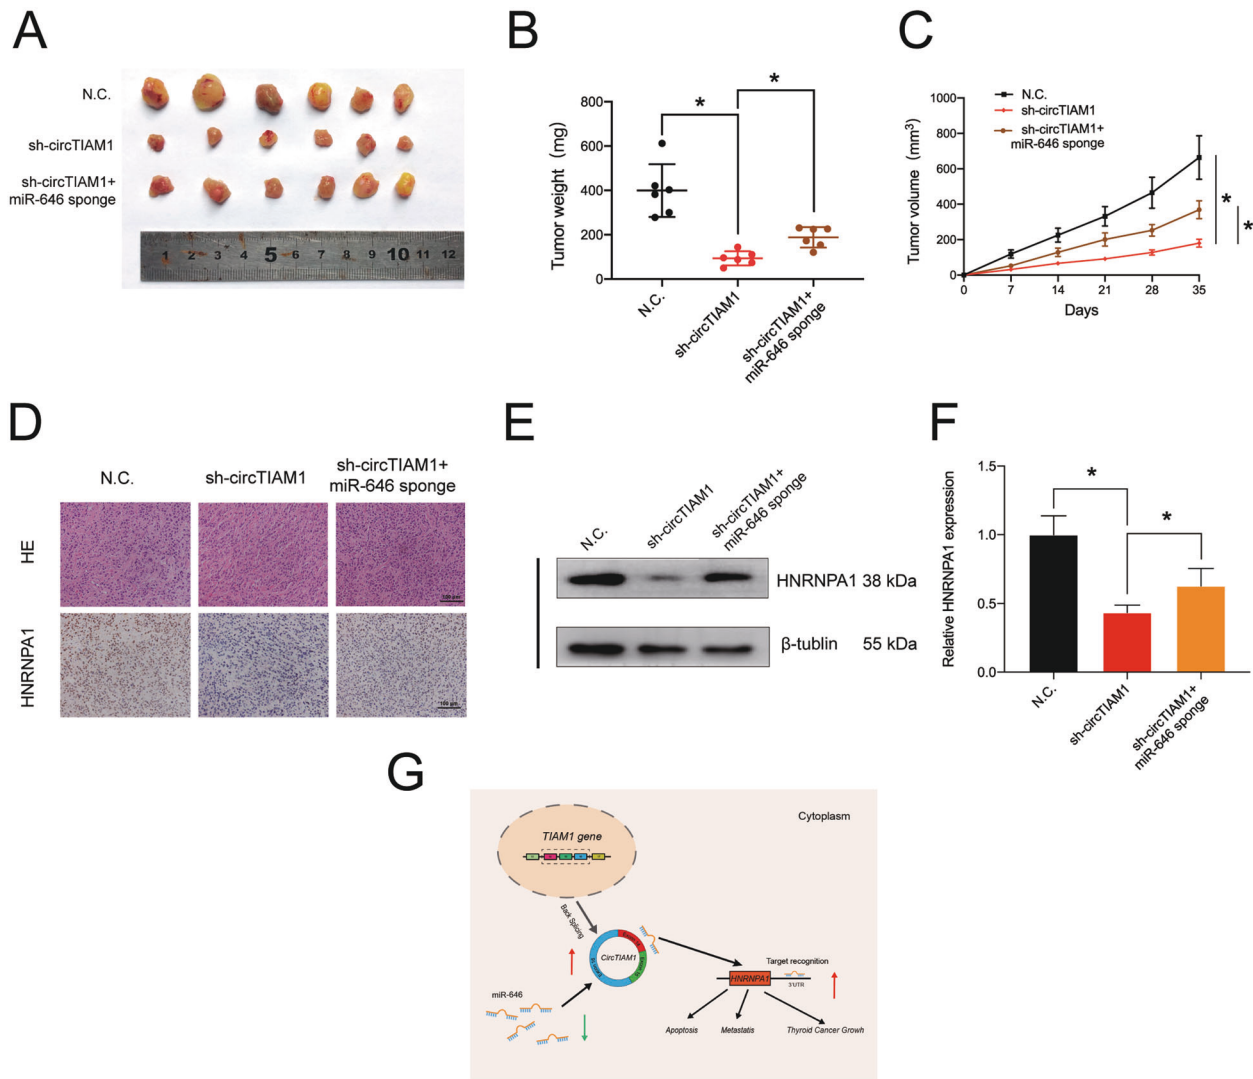 A
N.C.
sh-circTIAM1
sh-circTIAM1+
miR-646 sponge
1 2 3 4 5 6 7 8 9 10 11 12
B
Tumor weight (mg)
800
600
400
200
0
*
*
N.C.
sh-circTIAM1
sh-circTIAM1+
miR-646 sponge
C
Tumor volume (mm³)
1000
800
600
400
200
0
N.C.
sh-circTIAM1
sh-circTIAM1+
miR-646 sponge
*
*
0 7 14 21 28 35
Days
D
N.C.
sh-circTIAM1
sh-circTIAM1+
miR-646 sponge
HE
HNRNPA1
100 μm
E
N.C.
sh-circTIAM1
sh-circTIAM1+
miR-646 sponge
HNRNPA1 38 kDa
β-tublin 55 kDa
F
Relative HNRNPA1 expression
1.5
1.0
0.5
0.0
*
*
N.C.
sh-circTIAM1
sh-circTIAM1+
miR-646 sponge
G
Cytoplasm
TIAM1 gene
Back Splicing
CircTIAM1
miR-646
Target recognition
HNRNPA1
3'UTR
Apoptosis
Metastatis
Thyroid Cancer Growh